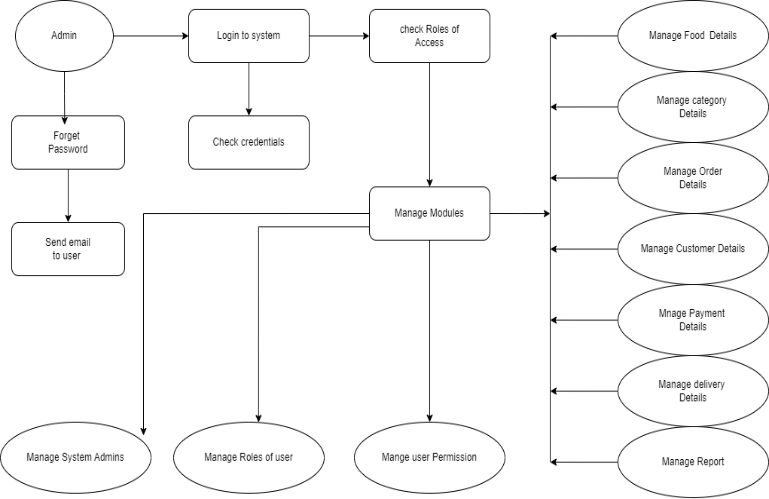 Admin
Login to system
check Roles of
Access
Manage Food Details
Manage category
Details
Forget
Password
Check credentials
Manage Order
Details
Manage Modules
Send email
to user
Manage Customer Details
Mnage Payment
Details
Manage delivery
Details
Manage System Admins
Manage Roles of user
Mange user Permission
Manage Report